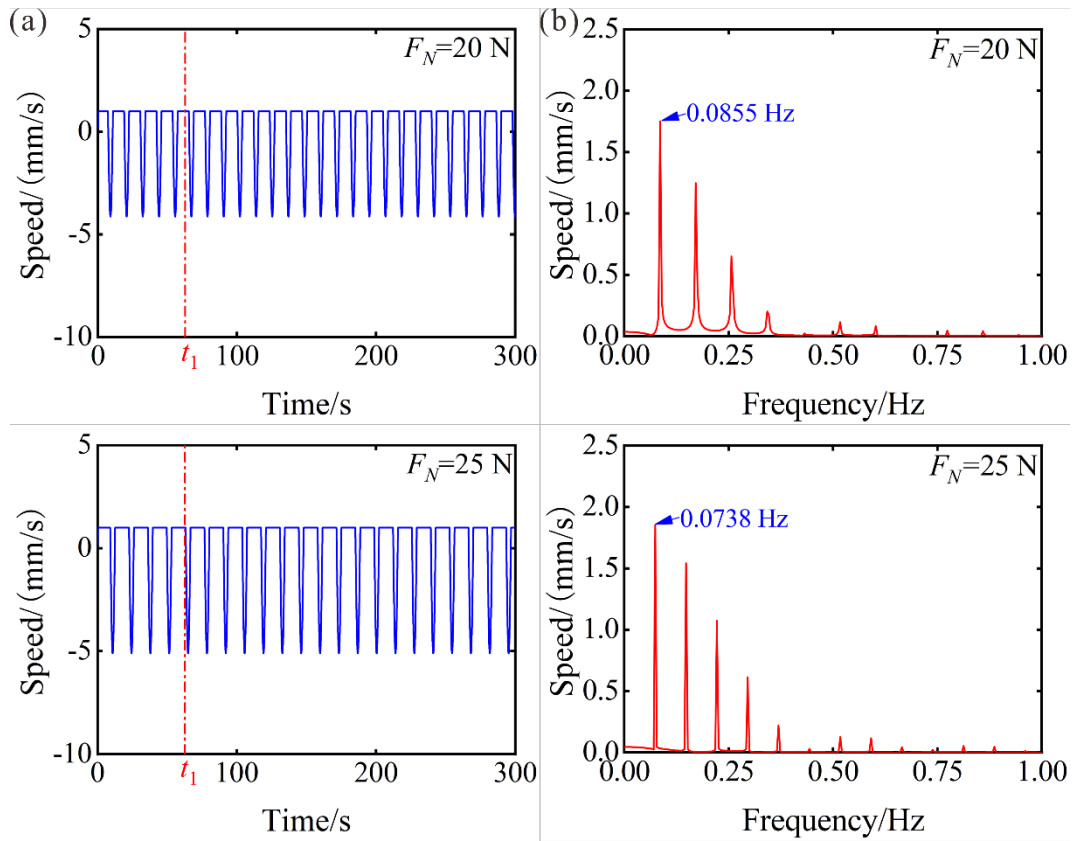 (a)
5
0
-5
-10
Speed/ (mm/s)
F_N=20 N
0
t_1
100
200
300
Time/s
(b)
2.5
2.0
1.5
1.0
0.5
0.0
Speed/ (mm/s)
F_N=20 N
0.0855 Hz
0.00
0.25
0.50
0.75
1.00
Frequency/Hz
5
0
-5
-10
Speed/ (mm/s)
F_N=25 N
0
t_1
100
200
300
Time/s
2.5
2.0
1.5
1.0
0.5
0.0
Speed/ (mm/s)
F_N=25 N
0.0738 Hz
0.00
0.25
0.50
0.75
1.00
Frequency/Hz